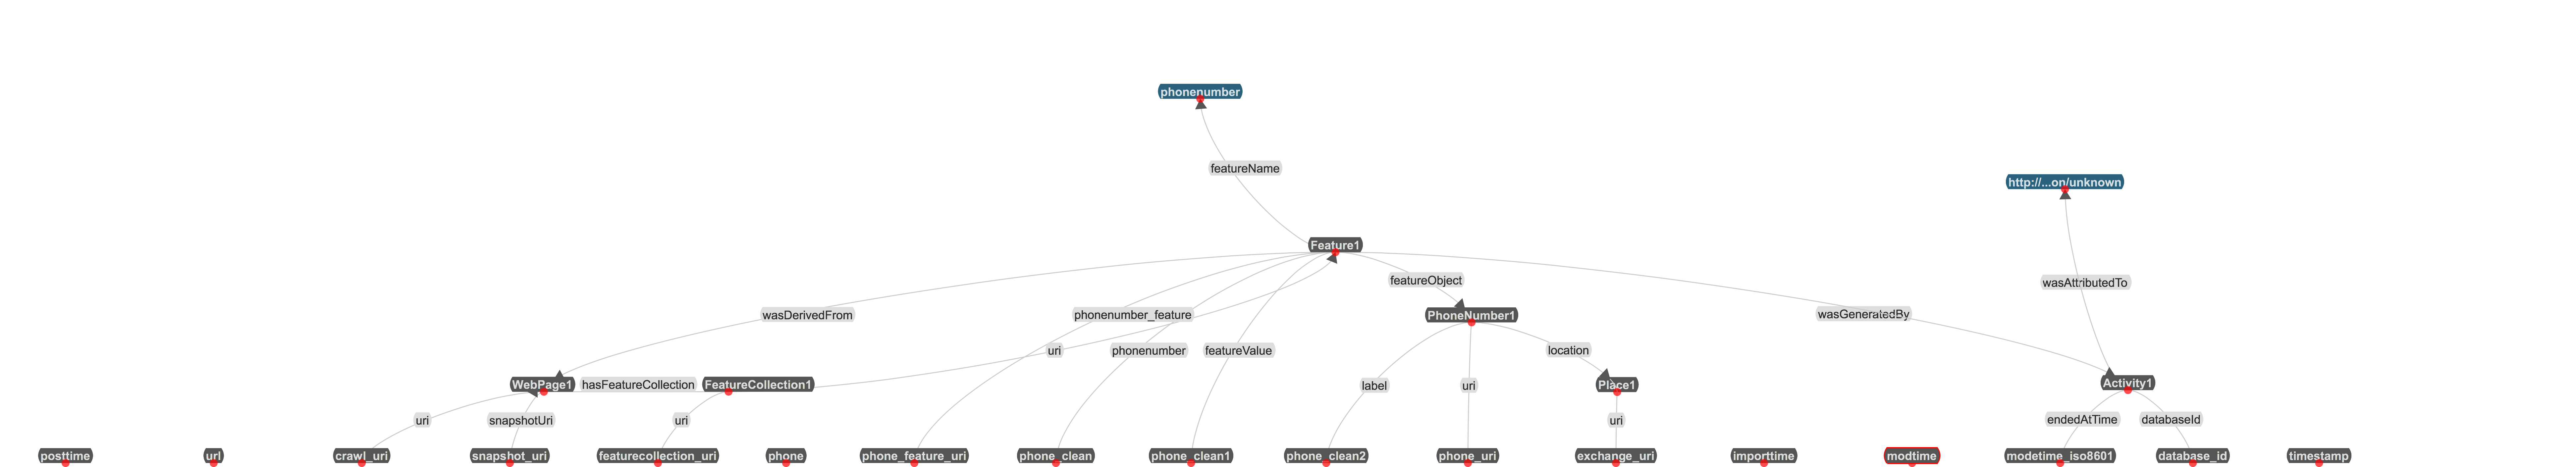 phonenumber
featureName
http://...on/unknown
Feature1
featureObject
wasAttributedTo
wasDerivedFrom
phonenumber_feature
PhoneNumber1
wasGeneratedBy
uri
phonenumber
featureValue
location
WebPage1
hasFeatureCollection
FeatureCollection1
label
uri
Place1
Activity1
uri
snapshotUri
uri
uri
endedAtTime
databaseId
posttime
url
crawl_uri
snapshot_uri
featurecollection_uri
phone
phone_feature_uri
phone_clean
phone_clean1
phone_clean2
phone_uri
exchange_uri
importtime
modtime
modetime_iso8601
database_id
timestamp